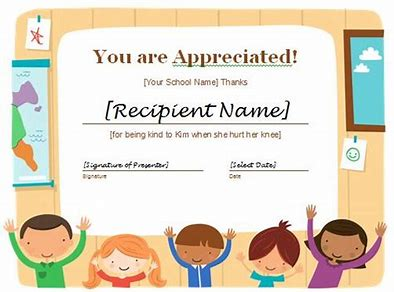 You are Appreciated!
[Your School Name] Thanks
[Recipient Name]
[for being kind to Kim when she hurt her knee]
[Signature of Presenter]
[Select Date]
Signature
Date